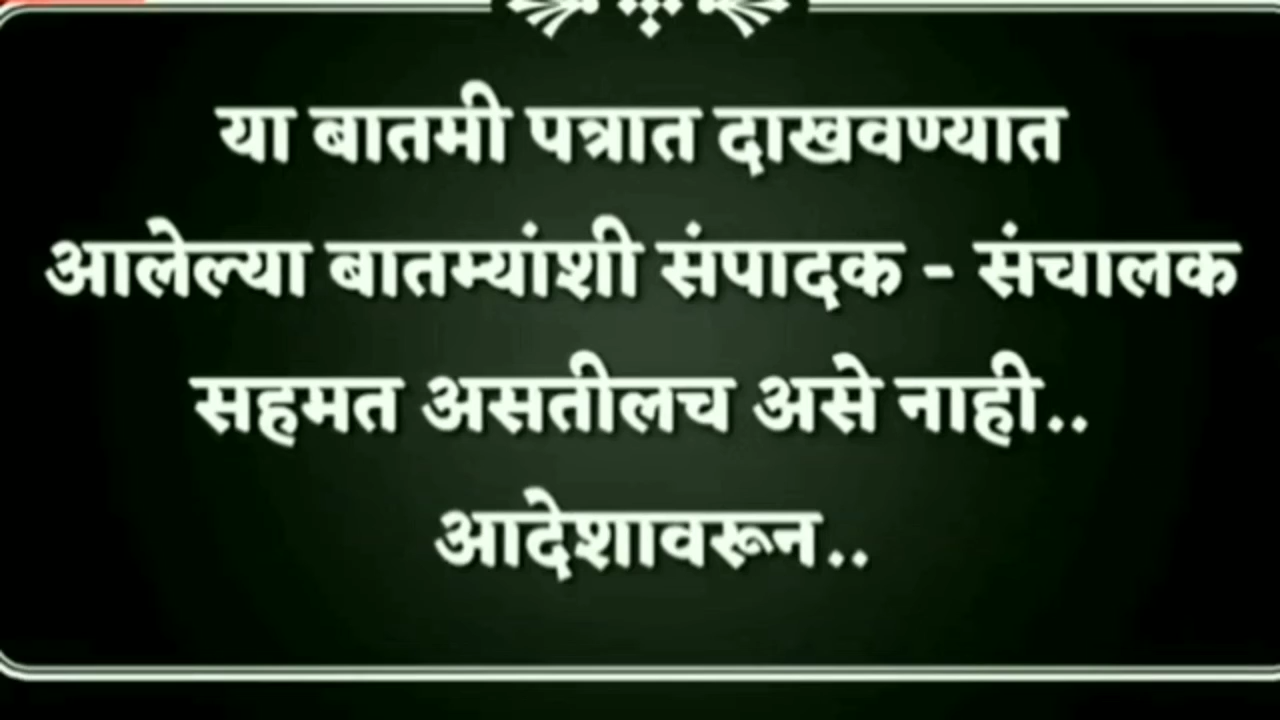 या बातमी पत्रात दाखवण्यात
आलेल्या बातम्यांशी संपादक - संचालक
सहमत असतीलच असे नाही..
आदेशावरून..